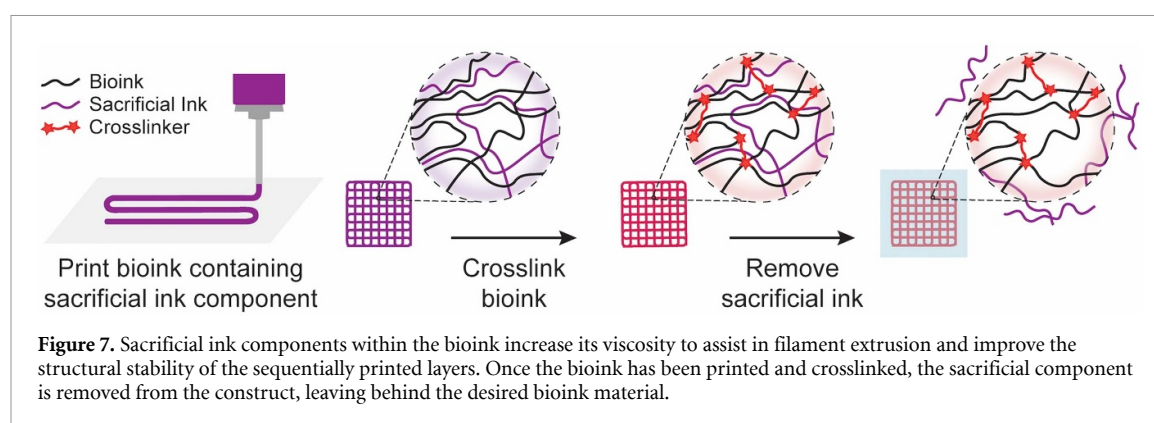 Bioink
Sacrificial Ink
Crosslinker
Print bioink containing
sacrificial ink component
Crosslink
bioink
Remove
sacrificial ink
Figure 7. Sacrificial ink components within the bioink increase its viscosity to assist in filament extrusion and improve the
structural stability of the sequentially printed layers. Once the bioink has been printed and crosslinked, the sacrificial component
is removed from the construct, leaving behind the desired bioink material.